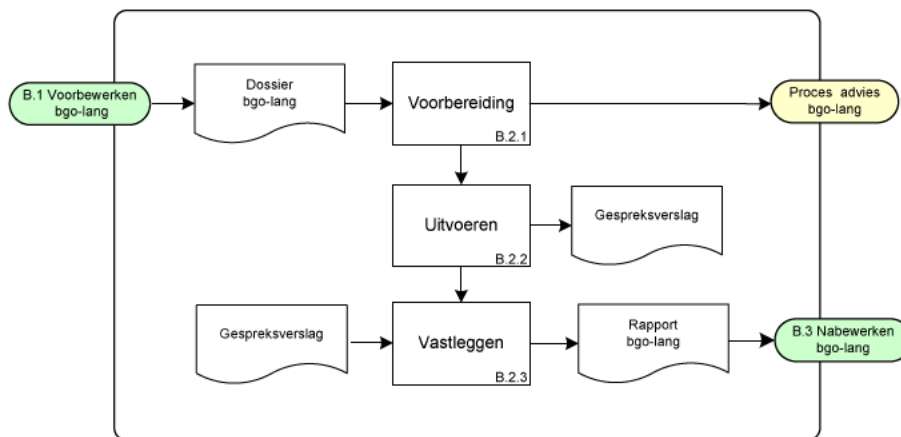 B.1 Voorbewerken
bgo-lang
Dossier
bgo-lang
Voorbereiding
B.2.1
Proces advies
bgo-lang
Uitvoeren
B.2.2
Gespreksverslag
Gespreksverslag
Vastleggen
B.2.3
Rapport
bgo-lang
B.3 Nabewerken
bgo-lang